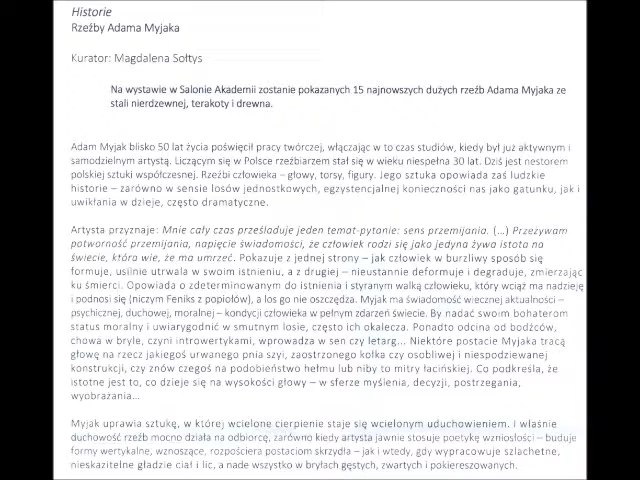 Historie
Rzeźby Adama Myjaka
Kurator: Magdalena Sołtys
Na wystawie w Salonie Akademii zostanie pokazanych 15 najnowszych dużych rzeźb Adama Myjaka ze
stali nierdzewnej, terakoty i drewna.
Adam Myjak blisko 50 lat życia poświęcił pracy twórczej, włączając w to czas studiów, kiedy był już aktywnym i
samodzielnym artystą. Liczącym się w Polsce rzeźbiarzem stał się w wieku niespełna 30 lat. Dziś jest nestorem
polskiej sztuki współczesnej. Rzeźbi człowieka – głowy, torsy, figury. Jego sztuka opowiada zaś ludzkie
historie – zarówno w sensie losów jednostkowych, egzystencjalnej konieczności nas jako gatunku, jak i
uwikłania w dzieje, często dramatyczne.
Artysta przyznaje: Mnie cały czas prześladuje jeden temat-pytanie: sens przemijania. (...) Przeżywam
potworność przemijania, napięcie świadomości, że człowiek rodzi się jako jedyna żywa istota na
świecie, która wie, że ma umrzeć. Pokazuje z jednej strony – jak człowiek w burzliwy sposób się
formuje, usilnie utrwala w swoim istnieniu, a z drugiej – nieustannie deformuje i degraduje, zmierzając
ku śmierci. Opowiada o zdeterminowanym do istnienia i styranym walką człowieku, który wciąż ma nadzieję
i podnosi się (niczym Feniks z popiołów), a los go nie oszczędza. Myjak ma świadomość wiecznej aktualności –
psychicznej, duchowej, moralnej – kondycji człowieka w pełnym zdarzeń świecie. By nadać swoim bohaterom
status moralny i uwiarygodnić w smutnym losie, często ich okalecza. Ponadto odcina od bodźców,
chowa w bryle, czyni introwertykami, wprowadza w sen czy letarg... Niektóre postacie Myjaka tracą
głowę na rzecz jakiegoś urwanego pnia szyi, zaostrzonego kołka czy osobliwej i niespodziewanej
konstrukcji, czy znów czegoś na podobieństwo hełmu lub niby to mitry łacińskiej. Co podkreśla, że
istotne jest to, co dzieje się na wysokości głowy – w sferze myślenia, decyzji, postrzegania,
wyobrażania...
Myjak uprawia sztukę, w której wcielone cierpienie staje się wcielonym uduchowieniem. I właśnie
duchowość rzeźb mocno działa na odbiorcę, zarówno kiedy artysta jawnie stosuje poetykę wzniosłości – buduje
formy wertykalne, wznoszące, rozpościera postaciom skrzydła – jak i wtedy, gdy wypracowuje szlachetne,
nieskazitelne gładzie ciał i lic, a nade wszystko w bryłach gęstych, zwartych i pokiereszowanych.